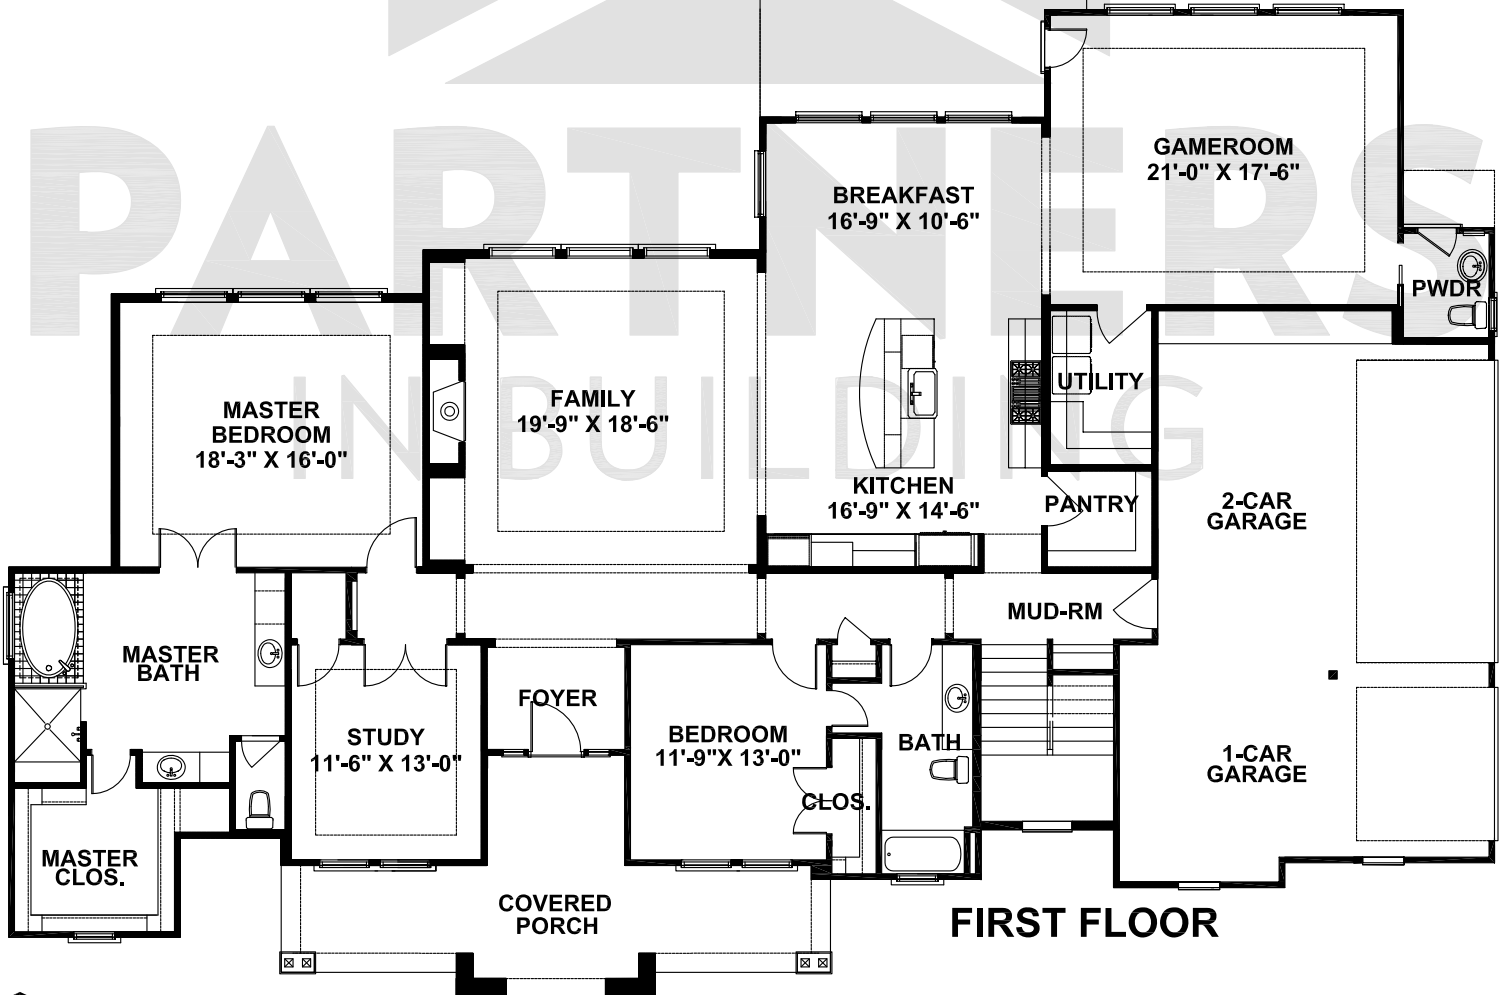 PARTNERS
IN BUILDING
GAMEROOM
21'-0" X 17'-6"
BREAKFAST
16'-9" X 10'-6"
PWDR
UTILITY
FAMILY
19'-9" X 18'-6"
MASTER
BEDROOM
18'-3" X 16'-0"
KITCHEN
16'-9" X 14'-6"
PANTRY
2-CAR
GARAGE
MUD-RM
MASTER
BATH
FOYER
STUDY
11'-6" X 13'-0"
BEDROOM
11'-9"X 13'-0"
BATH
1-CAR
GARAGE
CLOS.
MASTER
CLOS.
COVERED
PORCH
FIRST FLOOR